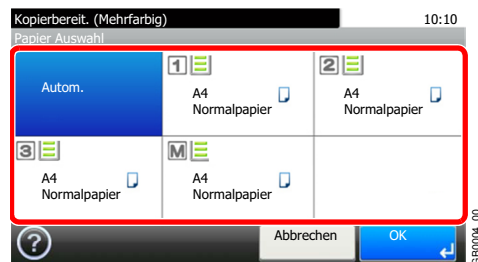 Kopierbereit. (Mehrfarbig) 10:10
Papier Auswahl
Autom.
1
A4
Normalpapier
2
A4
Normalpapier
3
A4
Normalpapier
M
A4
Normalpapier
?
Abbrechen
OK
GB0004_00